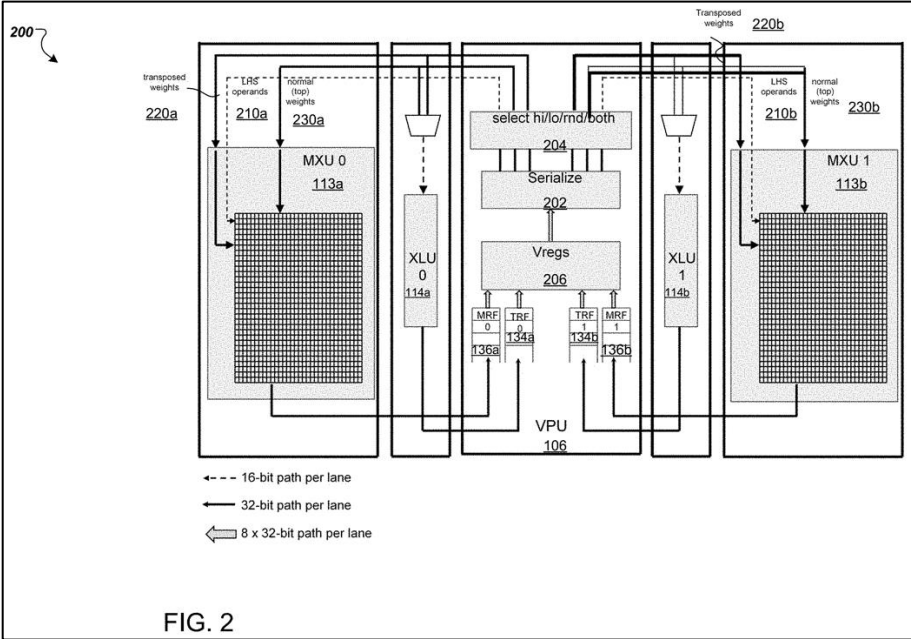 200
Transposed
weights
220b
transposed
weights
220a
LHS
operands
210a
normal
(top)
weights
230a
select hi/lo/rnd/both
204
LHS
operands
210b
normal
(top)
weights
230b
MXU 0
113a
Serialize
202
MXU 1
113b
XLU
0
114a
Vregs
206
XLU
1
114b
MRF
0
136a
TRF
0
134a
TRF
1
134b
MRF
1
136b
VPU
106
16-bit path per lane
32-bit path per lane
8 x 32-bit path per lane
FIG. 2